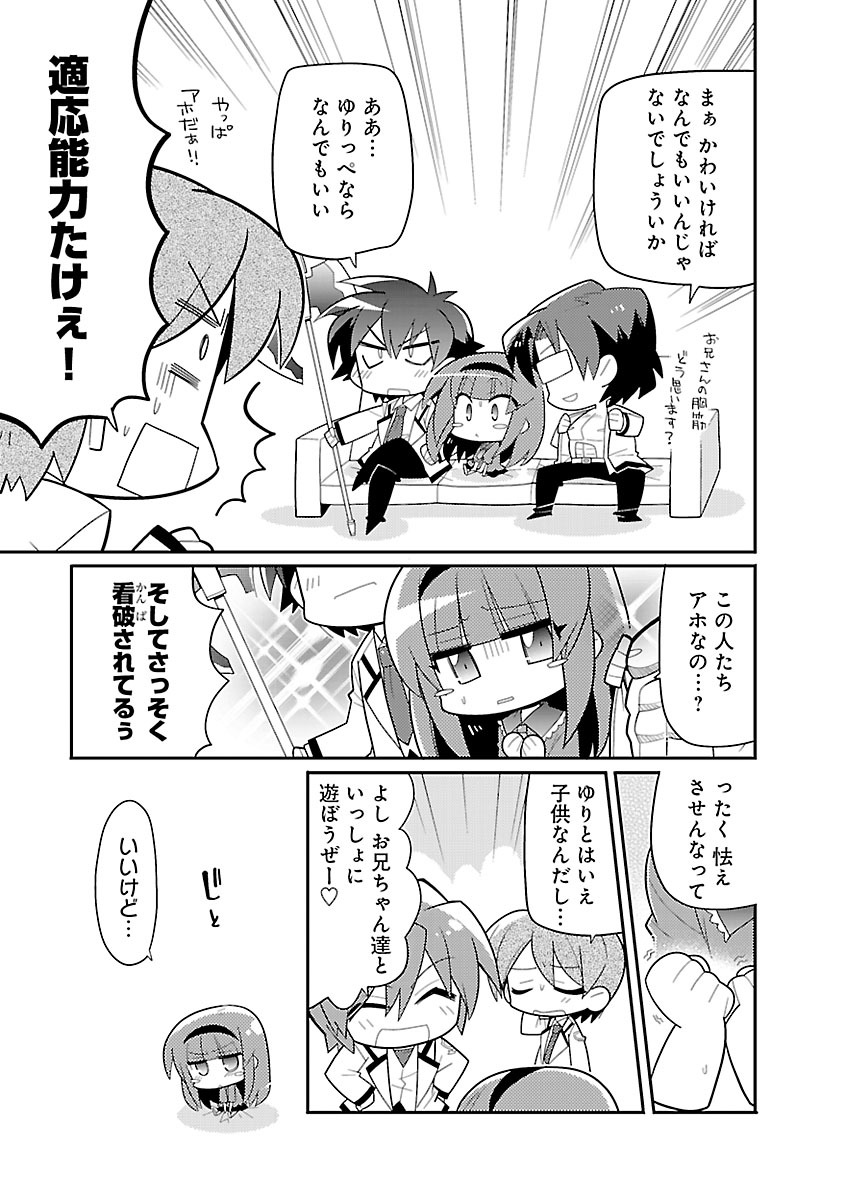 まぁ かわいければ
なんでもいいんじゃ
ないでしょういか
お兄さんの胸筋
どう思います？
ああ…
ゆりっぺなら
なんでもいい
やっぱ
アホだぁ!!
適応能力たけぇ！
この人たち
アホなの…？
そしてさっそく
看破されてるぅ
かんぱ
ったく 怯え
させんなって
ゆりとはいえ
子供なんだし…
よし お兄ちゃん達と
いっしょに
遊ぼうぜー♡
じと
いいけど…